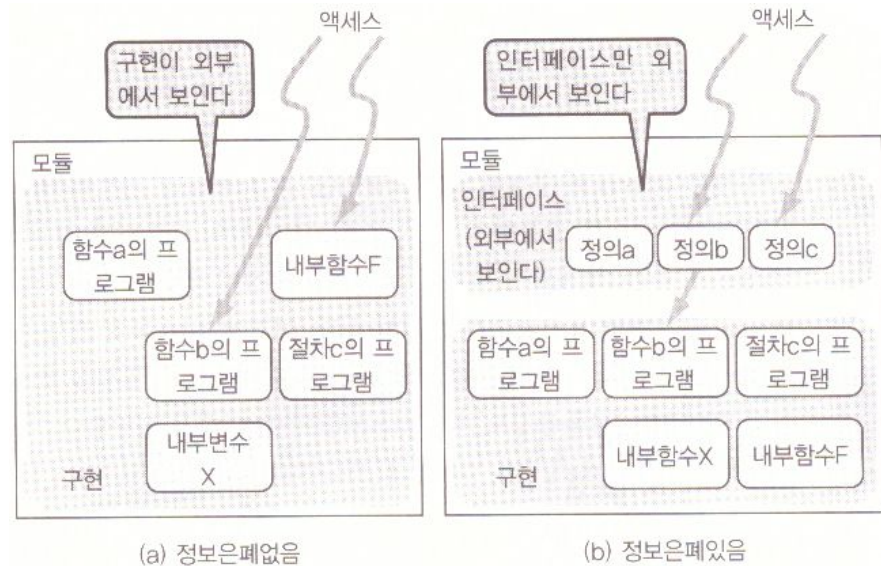 액세스
구현이 외부
에서 보인다
모듈
함수a의 프
로그램
내부함수F
함수b의 프
로그램
절차c의 프
로그램
내부변수
X
구현
(a) 정보은폐없음
액세스
인터페이스만 외
부에서 보인다
모듈
인터페이스
(외부에서
보인다)
정의a
정의b
정의c
함수a의 프
로그램
함수b의 프
로그램
절차c의 프
로그램
내부함수X
내부함수F
구현
(b) 정보은폐있음